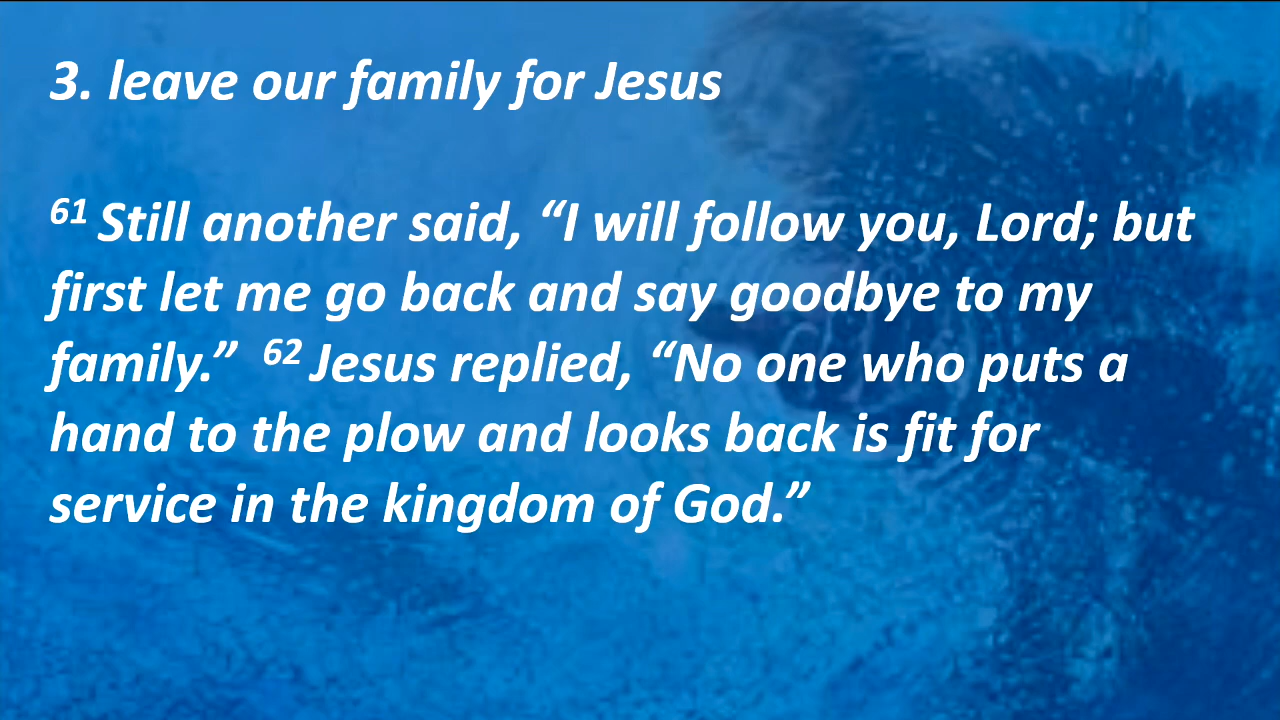 3. leave our family for Jesus
61 Still another said, “I will follow you, Lord; but
first let me go back and say goodbye to my
family.”  62 Jesus replied, “No one who puts a
hand to the plow and looks back is fit for
service in the kingdom of God.”